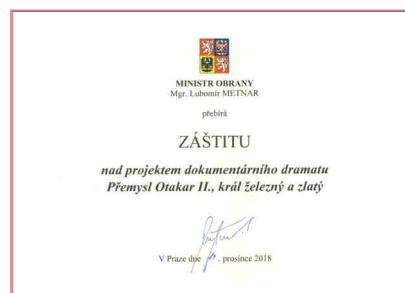 MINISTR OBRANY
Mgr. Lubomír METNAR
přebírá
ZÁŠTITU
nad projektem dokumentárního dramatu
Přemysl Otakar II., král železný a zlatý
V Praze dne , prosince 2018